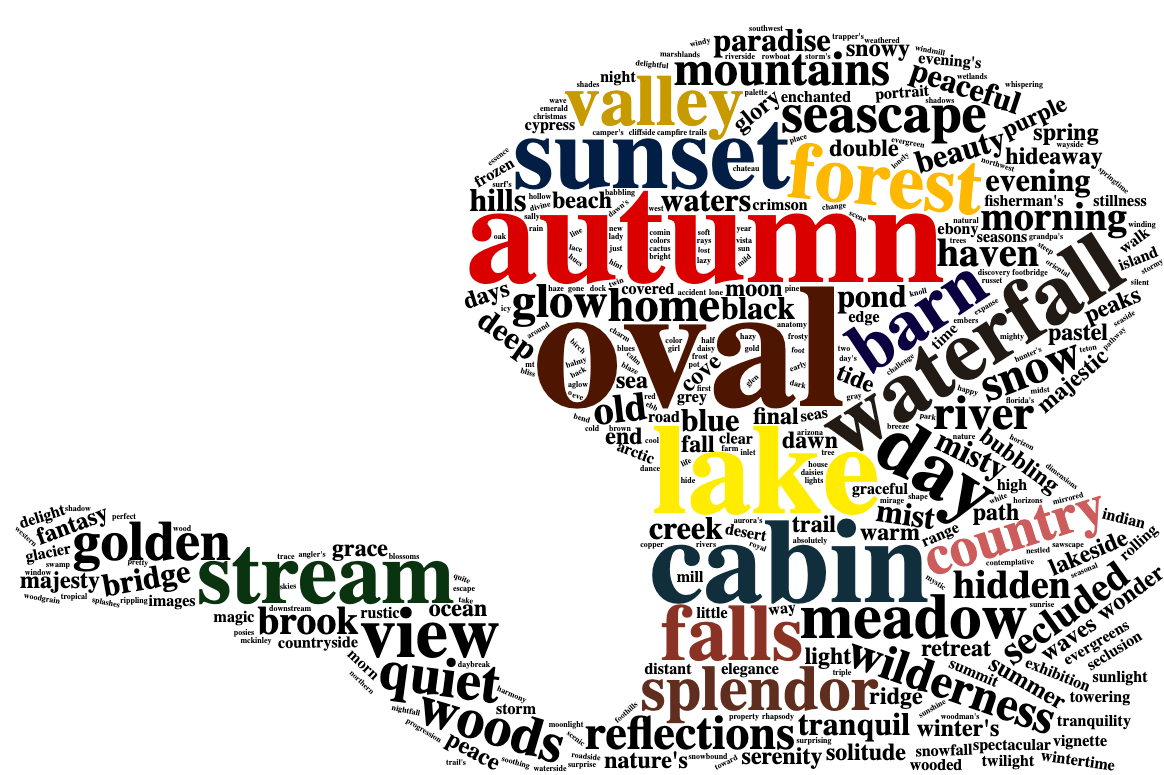 southwest
windy paradise trapper's weathered
marshlands riverside rowboat storm's snowy windmill
delightful mountains evening's
shades night peaceful wetlands whispering
wave valley palette enchanted portrait shadows
emerald glory seascape purple
christmas
cypress camper's cliffside campfire trails place double evergreen beauty spring
wayside
essence sunset chateau forest lonely northwest hideaway
frozen springtime
surf's babbling evening
hills hollow beach dawn's west waters crimson change scene natural fisherman's stillness
divine
sally autumn morning
oak rain line new comin soft year ebony seasons grandpa's winding
lady colors rays vista trees walk
lace just cactus lost sun haven steep oriental island
hues hint bright lazy mild stormy
days haze gone dock twin covered accident lone moon pine pond knoll barn discovery footbridge silent
icy glow home black russet peaks
deep around edge expanse waterfall seaside
charm color half hazy anatomy embers time pastel
birch blues girl daisy gold frosty two mighty pathway
mt balmy calm frost foot day's challenge hunter's teton
bliss back blaze pot cove early tide snow majestic
aglow sea first glen dark happy midst
eve oval red grey gray florida's
bend old ebb road blue final seas park river
cold brown breeze
end cool fall clear arizona dawn day nature horizon
arctic farm inlet tree misty bubbling
dance life lake house dimensions
hide daisies
lights graceful high
mirage shape white horizons mirrored
delight shadow creek aurora's trail mist path country indian
western fantasy perfect desert absolutely warm range
golden wood copper rivers royal nestled sawscape rolling
glacier grace cabin contemplative lakeside
swamp pretty trace angler's blossoms seasonal
window bridge stream quite mill mystic hidden
majesty skies escape secluded
woodgrain tropical splashes rippling images take little way meadow sunrise wonder
magic downstream rustic ocean falls waves
posies brook view evergreens
mckinley countryside light retreat seclusion
morn daybreak distant elegance triple wilderness summit summer exhibition sunlight
northern quiet harmony splendor ridge towering
nightfall woods storm foothills property rhapsody sunshine woodman's
progression moonlight reflections tranquil winter's tranquility
peace scenic surprising
trail's soothing roadside nature's snowbound serenity solitude snowfall spectacular vignette
waterside surprise toward wooded twilight wintertime